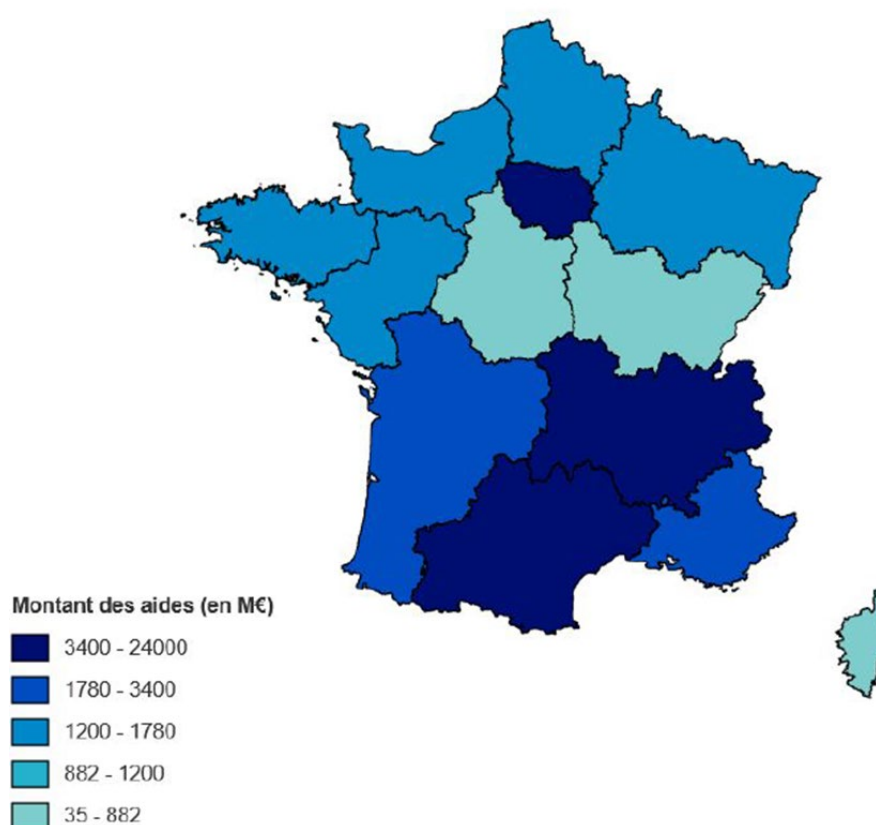 Montant des aides (en M€)
3400 - 24000
1780 - 3400
1200 - 1780
882 - 1200
35 - 882